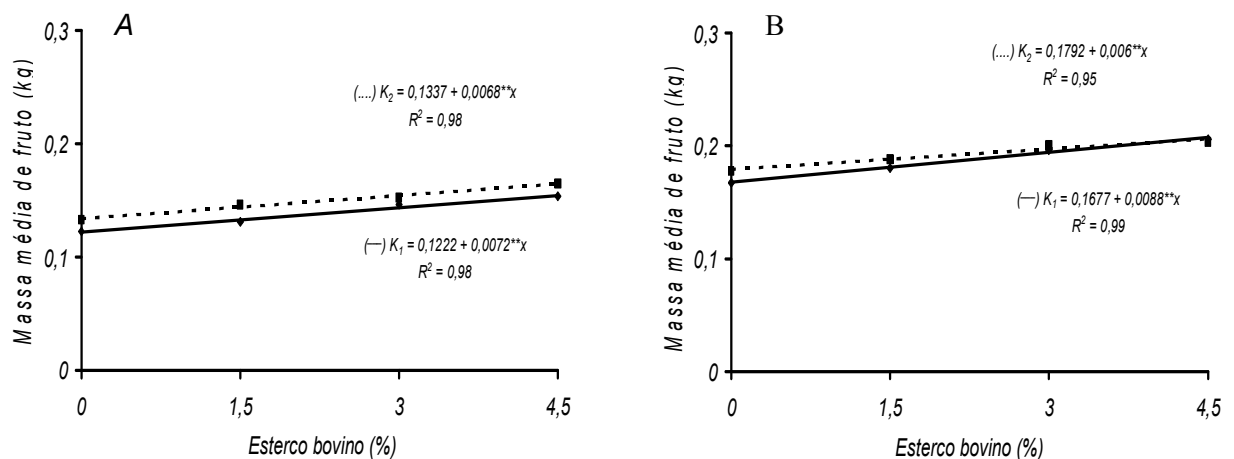 A
Massa média de fruto (kg)
0,3
0,2
0,1
0
(....) K₂ = 0,1337 + 0,0068**x
R² = 0,98
(—) K₁ = 0,1222 + 0,0072**x
R² = 0,98
0 1,5 3 4,5
Esterco bovino (%)
B
Massa média de fruto (kg)
0,3
0,2
0,1
0
(....) K₂ = 0,1792 + 0,006**x
R² = 0,95
(—) K₁ = 0,1677 + 0,0088**x
R² = 0,99
0 1,5 3 4,5
Esterco bovino (%)